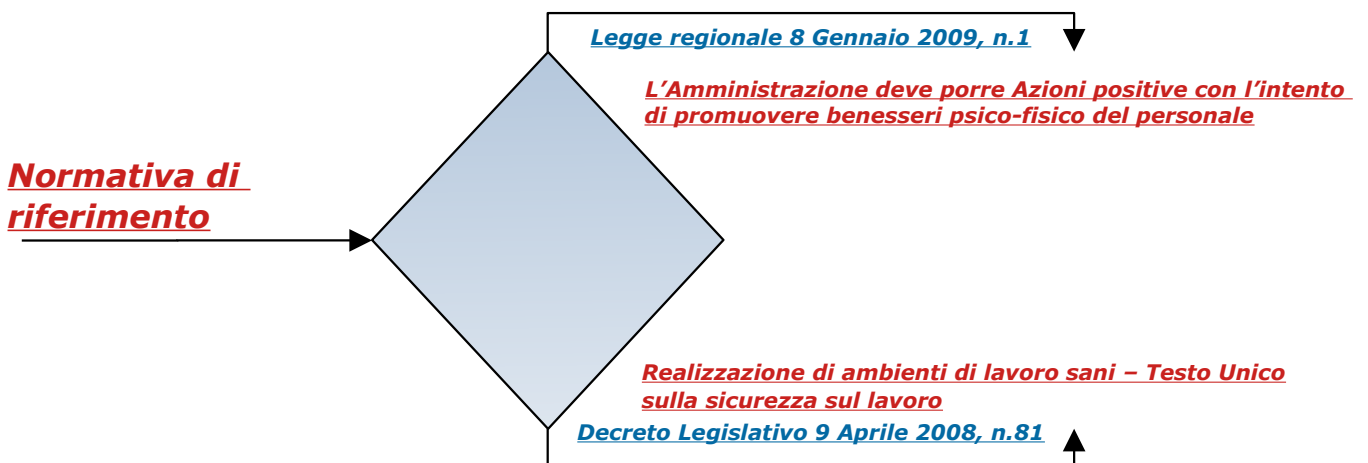 Legge regionale 8 Gennaio 2009, n.1
L’Amministrazione deve porre Azioni positive con l’intento
di promuovere benesseri psico-fisico del personale
Normativa di
riferimento
Realizzazione di ambienti di lavoro sani – Testo Unico
sulla sicurezza sul lavoro
Decreto Legislativo 9 Aprile 2008, n.81